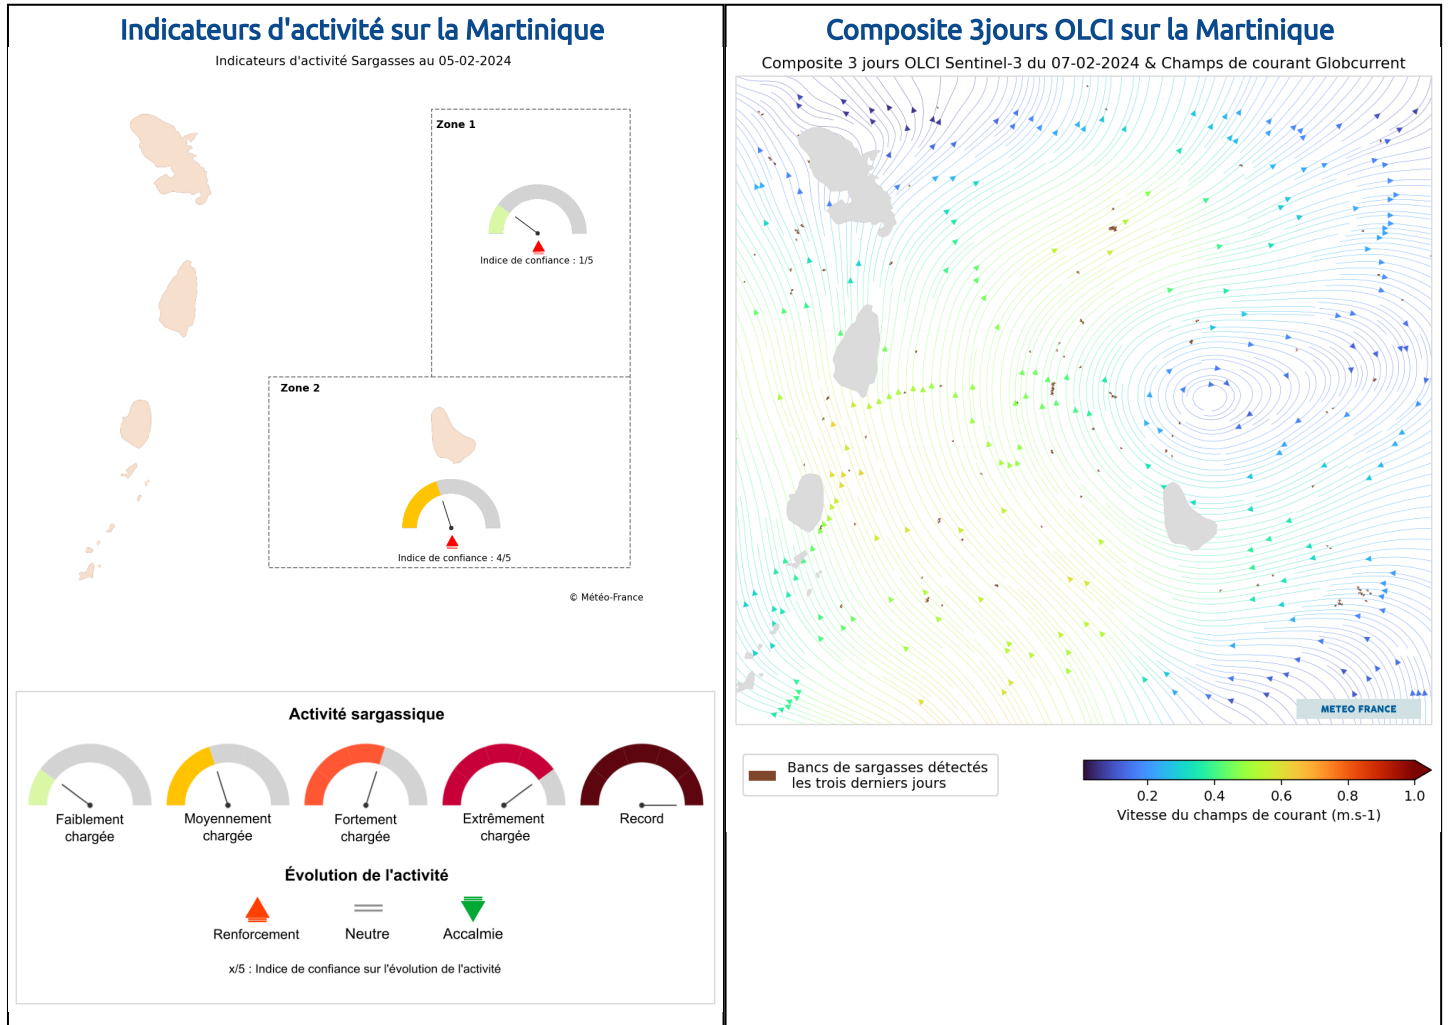 Indicateurs d'activité sur la Martinique
Indicateurs d'activité Sargasses au 05-02-2024
Zone 1
Indice de confiance : 1/5
Zone 2
Indice de confiance : 4/5
© Météo-France
Activité sargassique
Faiblement
chargée
Moyennement
chargée
Fortement
chargée
Extrêmement
chargée
Record
Évolution de l'activité
Renforcement
Neutre
Accalmie
x/5 : Indice de confiance sur l'évolution de l'activité
Composite 3jours OLCI sur la Martinique
Composite 3 jours OLCI Sentinel-3 du 07-02-2024 & Champs de courant Globcurrent
METEO FRANCE
Bancs de sargasses détectés
les trois derniers jours
0.2 0.4 0.6 0.8 1.0
Vitesse du champs de courant (m.s-1)